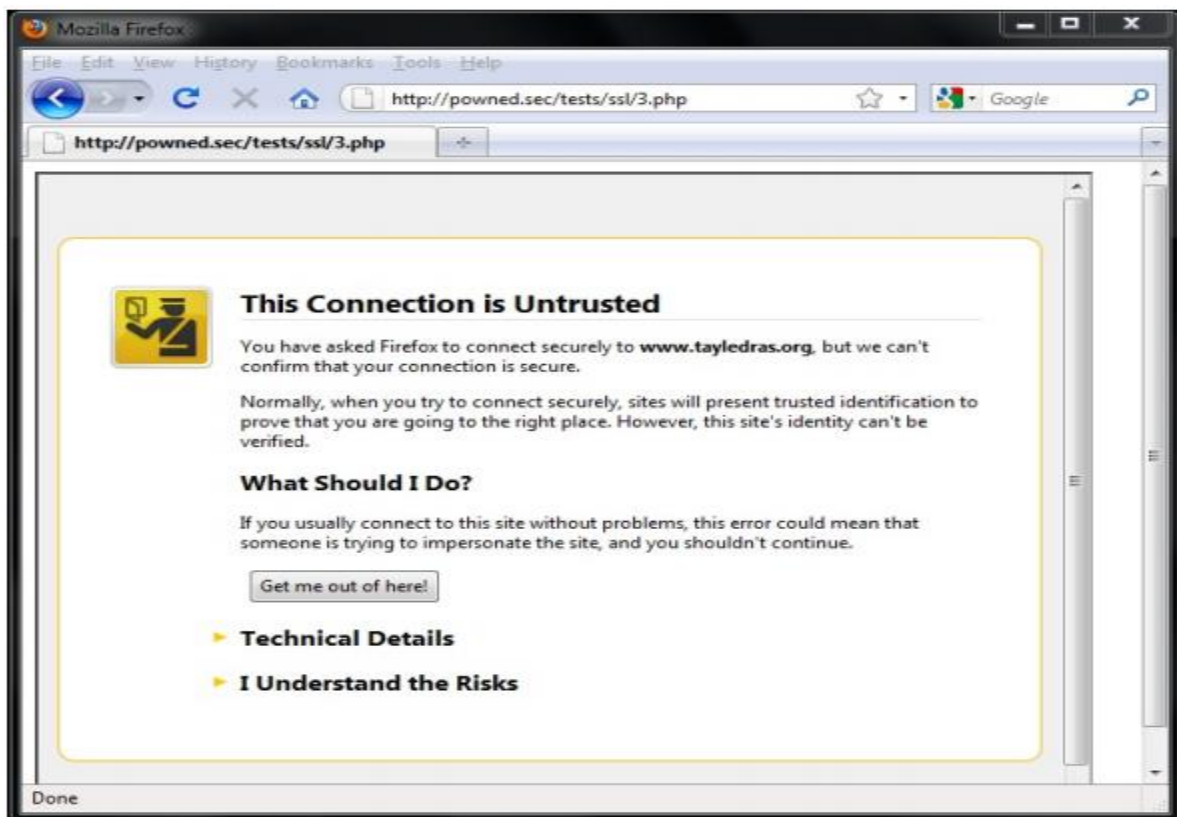 Mozilla Firefox
File Edit View History Bookmarks Tools Help
http://powned.sec/tests/ssl/3.php
Google
http://powned.sec/tests/ssl/3.php
This Connection is Untrusted
You have asked Firefox to connect securely to www.tayledras.org, but we can't
confirm that your connection is secure.
Normally, when you try to connect securely, sites will present trusted identification to
prove that you are going to the right place. However, this site's identity can't be
verified.
What Should I Do?
If you usually connect to this site without problems, this error could mean that
someone is trying to impersonate the site, and you shouldn't continue.
Get me out of here!
Technical Details
I Understand the Risks
Done